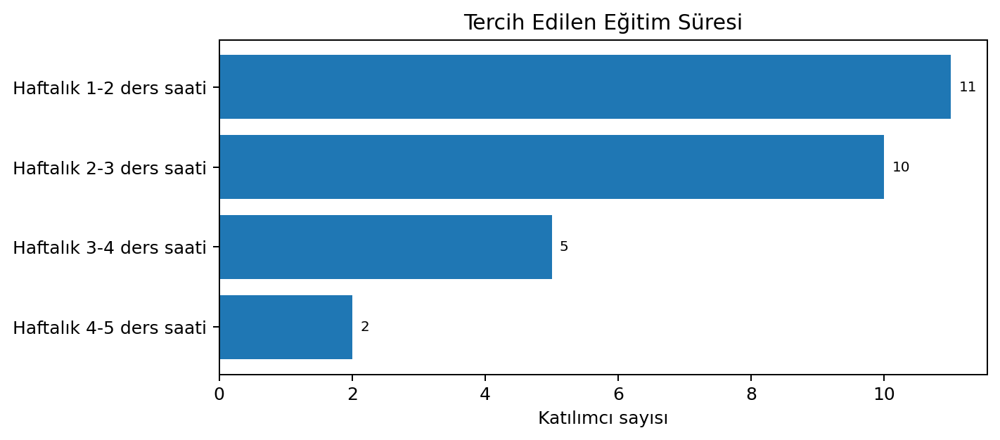 Tercih Edilen Eğitim Süresi
Haftalık 1-2 ders saati
11
Haftalık 2-3 ders saati
10
Haftalık 3-4 ders saati
5
Haftalık 4-5 ders saati
2
0 2 4 6 8 10
Katılımcı sayısı